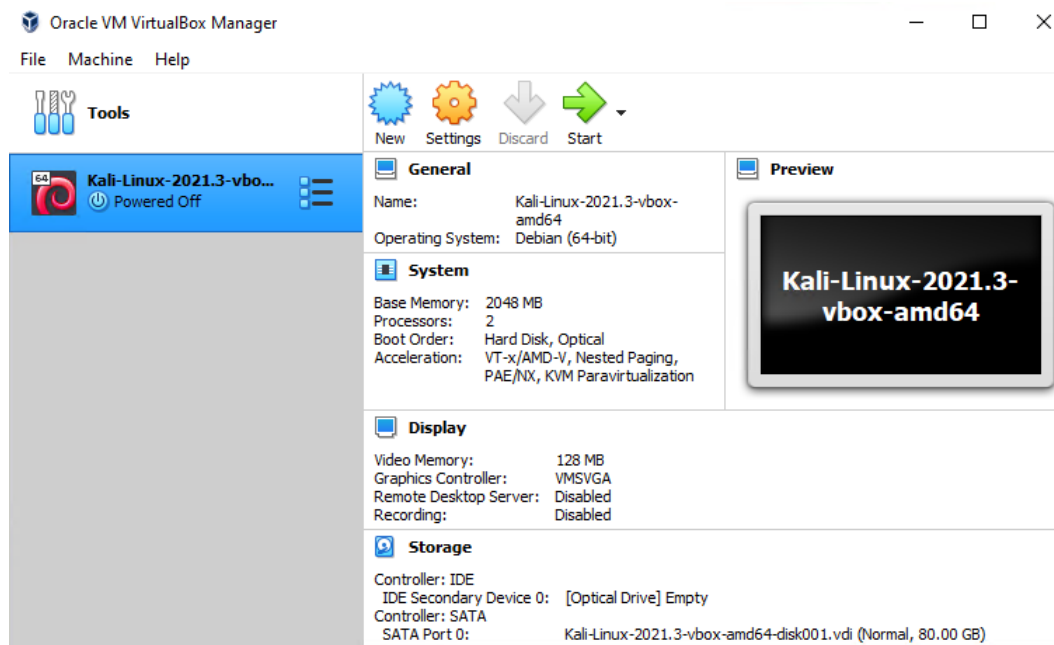 Oracle VM VirtualBox Manager
File Machine Help
Tools
New Settings Discard Start
64
Kali-Linux-2021.3-vbo...
Powered Off
General
Name: Kali-Linux-2021.3-vbox-
amd64
Operating System: Debian (64-bit)
Preview
Kali-Linux-2021.3-
vbox-amd64
System
Base Memory: 2048 MB
Processors: 2
Boot Order: Hard Disk, Optical
Acceleration: VT-x/AMD-V, Nested Paging,
PAE/NX, KVM Paravirtualization
Display
Video Memory: 128 MB
Graphics Controller: VMSVGA
Remote Desktop Server: Disabled
Recording: Disabled
Storage
Controller: IDE
IDE Secondary Device 0: [Optical Drive] Empty
Controller: SATA
SATA Port 0: Kali-Linux-2021.3-vbox-amd64-disk001.vdi (Normal, 80.00 GB)